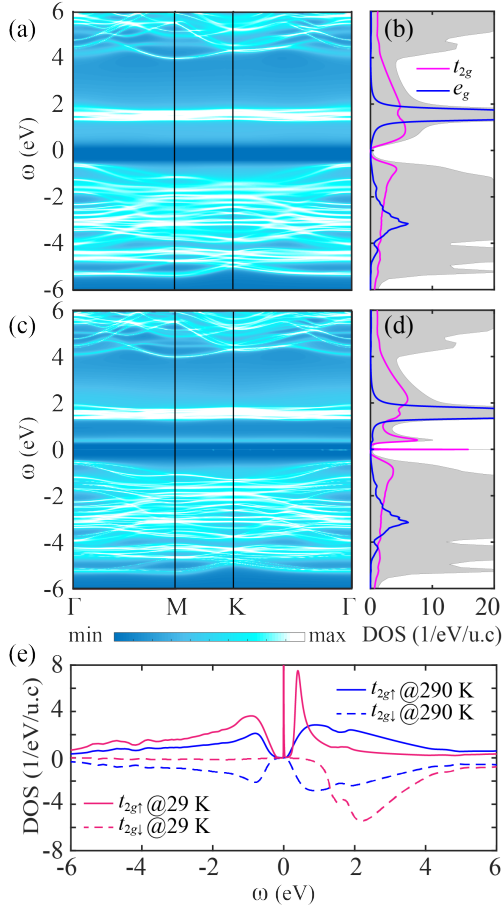 (a)
(b)
6
4
2
0
-2
-4
-6
ω (eV)
t2g
eg
(c)
(d)
6
4
2
0
-2
-4
-6
ω (eV)
Γ M K Γ
0 10 20
min max
DOS (1/eV/u.c)
(e)
8
4
0
-4
-8
DOS (1/eV/u.c)
t2g↑@290 K
t2g↓@290 K
t2g↑@29 K
t2g↓@29 K
-6 -4 -2 0 2 4 6
ω (eV)